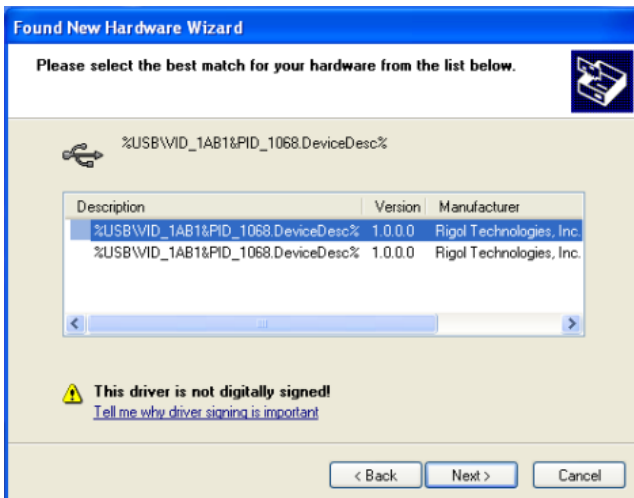 Found New Hardware Wizard
Please select the best match for your hardware from the list below.
%USB\VID_1AB1&PID_1068.DeviceDesc%
Description Version Manufacturer
%USB\VID_1AB1&PID_1068.DeviceDesc% 1.0.0.0 Rigol Technologies, Inc.
%USB\VID_1AB1&PID_1068.DeviceDesc% 1.0.0.0 Rigol Technologies, Inc.
This driver is not digitally signed!
Tell me why driver signing is important
< Back Next > Cancel